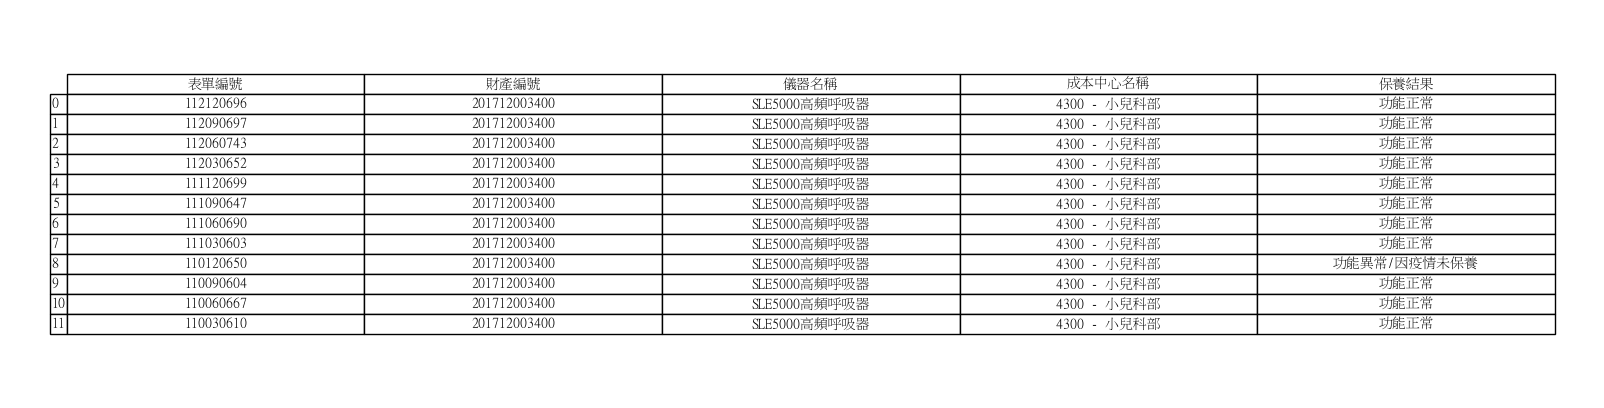 表單編號 財產編號 儀器名稱 成本中心名稱 保養結果
0 112120696 201712003400 SLE5000高頻呼吸器 4300 - 小兒科部 功能正常
1 112090697 201712003400 SLE5000高頻呼吸器 4300 - 小兒科部 功能正常
2 112060743 201712003400 SLE5000高頻呼吸器 4300 - 小兒科部 功能正常
3 112030652 201712003400 SLE5000高頻呼吸器 4300 - 小兒科部 功能正常
4 111120699 201712003400 SLE5000高頻呼吸器 4300 - 小兒科部 功能正常
5 111090647 201712003400 SLE5000高頻呼吸器 4300 - 小兒科部 功能正常
6 111060690 201712003400 SLE5000高頻呼吸器 4300 - 小兒科部 功能正常
7 111030603 201712003400 SLE5000高頻呼吸器 4300 - 小兒科部 功能正常
8 110120650 201712003400 SLE5000高頻呼吸器 4300 - 小兒科部 功能異常/因疫情未保養
9 110090604 201712003400 SLE5000高頻呼吸器 4300 - 小兒科部 功能正常
10 110060667 201712003400 SLE5000高頻呼吸器 4300 - 小兒科部 功能正常
11 110030610 201712003400 SLE5000高頻呼吸器 4300 - 小兒科部 功能正常